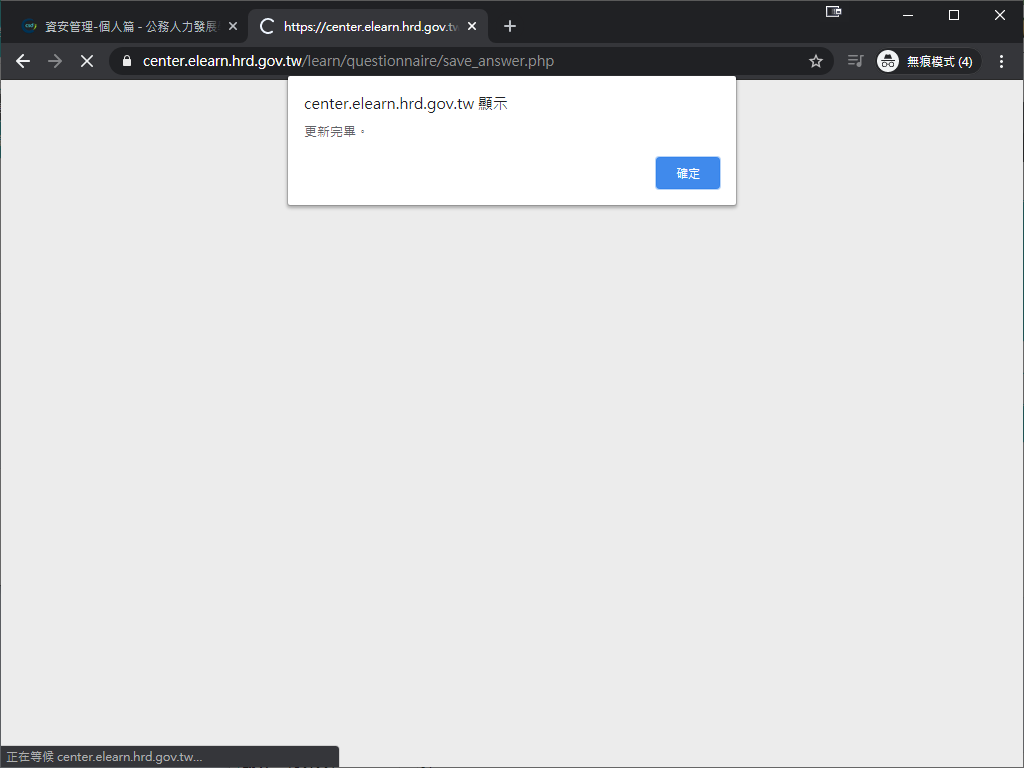 資安管理-個人篇 - 公務人力發展
https://center.elearn.hrd.gov.tw
center.elearn.hrd.gov.tw/learn/questionnaire/save_answer.php
無痕模式 (4)
center.elearn.hrd.gov.tw 顯示
更新完畢。
確定
正在等候 center.elearn.hrd.gov.tw...